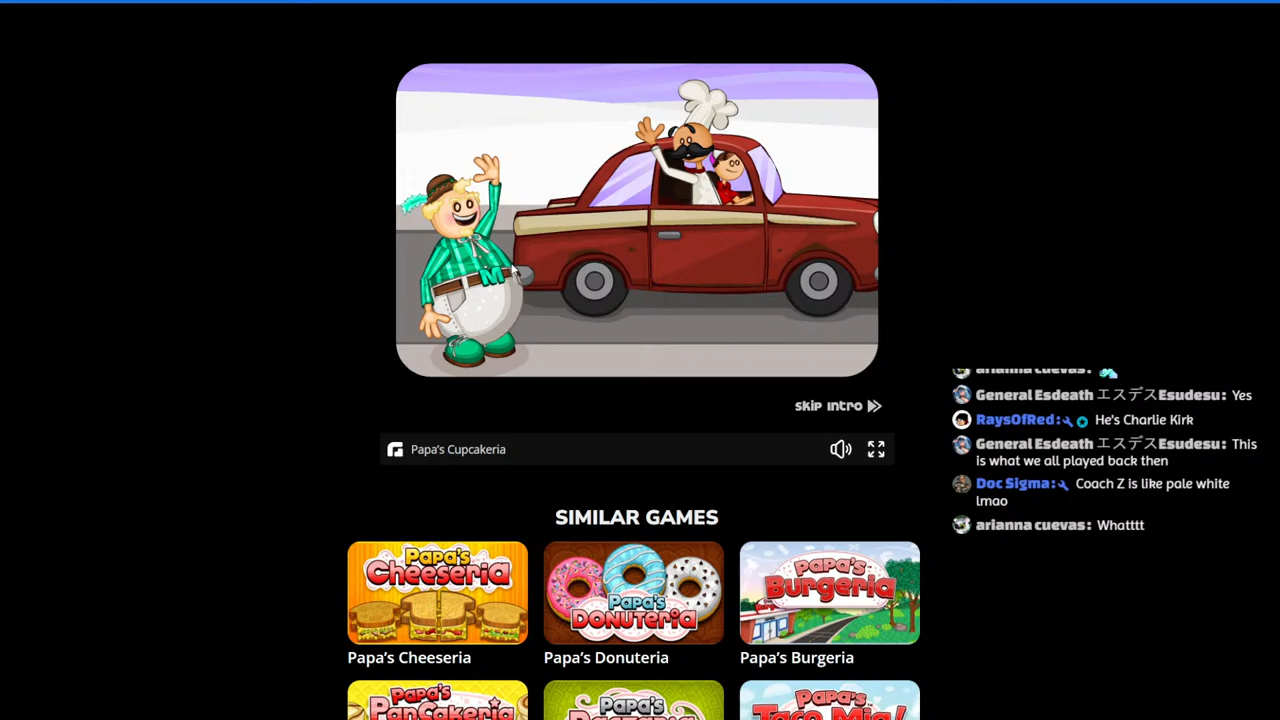 M
skip intro
Papa's Cupcakeria
SIMILAR GAMES
Papa's
Cheeseria
Papa's
DONUTERIA
Papa's
BURGERIA
Papa's Cheeseria
Papa's Donuteria
Papa's Burgeria
Papa's
PANCAKERIA
Papa's
Papa's
TACO MIA!
arianna cuevas:
General Esdeath エスデスEsudesu: Yes
RaysOfRed: He's Charlie Kirk
General Esdeath エスデスEsudesu: This
is what we all played back then
Doc Sigma: Coach Z is like pale white
lmao
arianna cuevas: Whatttt